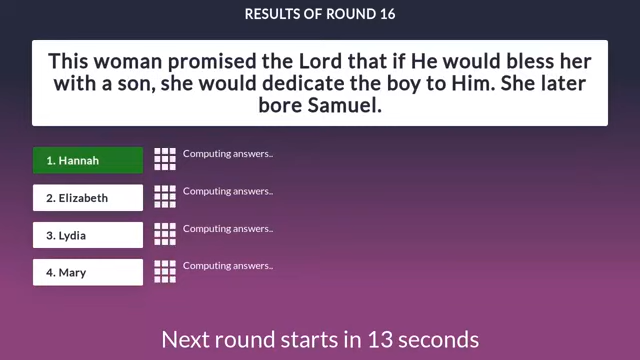 RESULTS OF ROUND 16
This woman promised the Lord that if He would bless her
with a son, she would dedicate the boy to Him. She later
bore Samuel.
1. Hannah
Computing answers..
2. Elizabeth
Computing answers..
3. Lydia
Computing answers..
4. Mary
Computing answers..
Next round starts in 13 seconds